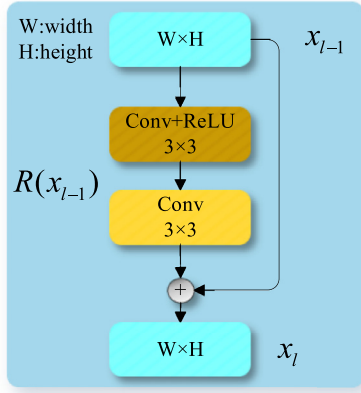 W:width
H:height
W×H
x_{l-1}
Conv+ReLU
3×3
R(x_{l-1})
Conv
3×3
+
W×H
x_l